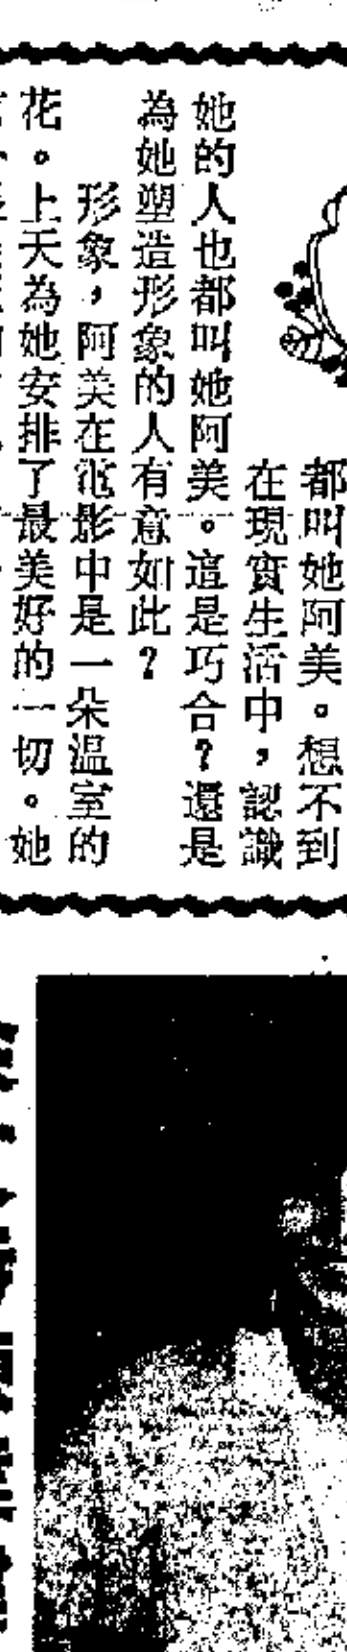 都叫她阿美。想不到
在現實生活中，認識
她的人也都叫她阿美。這是巧合？還是
為她塑造形象的人有意如此？
形象，阿美在電影中是一朵温室的
花。上天為她安排了最美好的一切。她